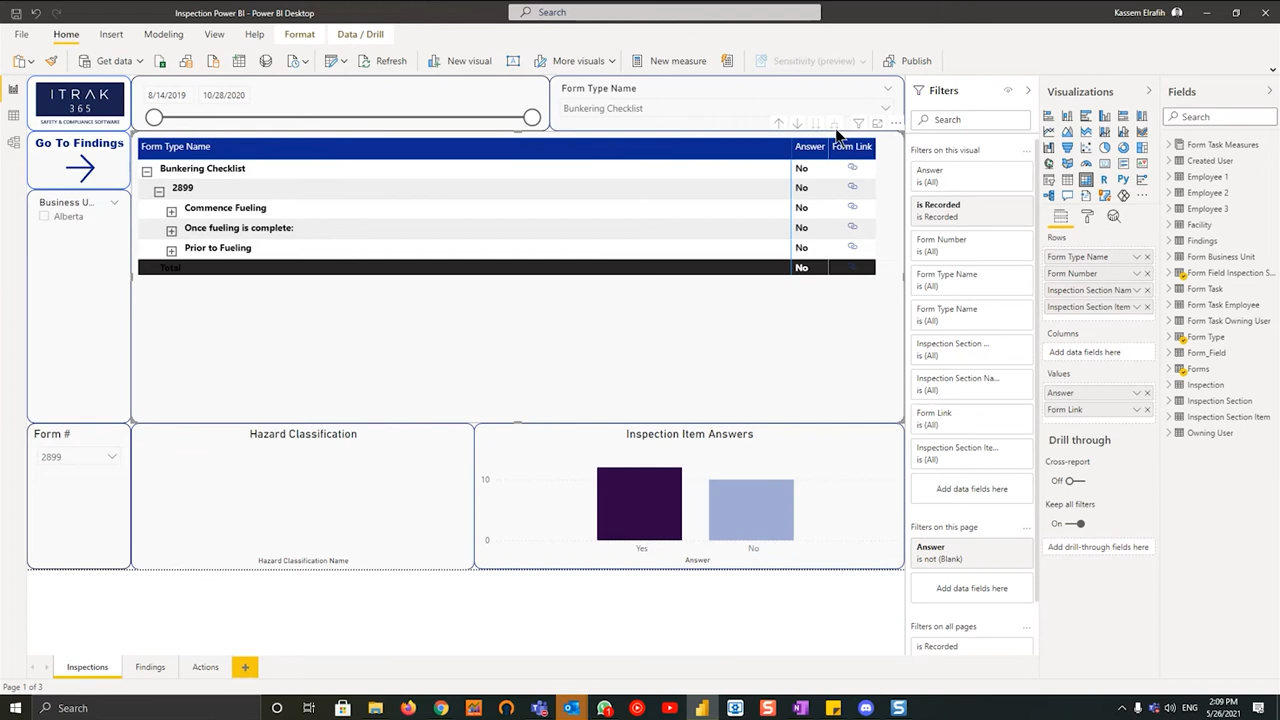 Inspection Power BI - Power BI Desktop
Search
Kassem Elrafih
File
Home
Insert
Modeling
View
Help
Format
Data / Drill
Get data
Refresh
New visual
More visuals
New measure
Sensitivity (preview)
Publish
ITRAK
365
SAFETY & COMPLIANCE SOFTWARE
8/14/2019
10/28/2020
Form Type Name
Bunkering Checklist
Go To Findings
Business U...
Alberta
Form Type Name Answer Form Link
Bunkering Checklist No
2899 No
Commence Fueling No
Once fueling is complete: No
Prior to Fueling No
Total No
Form #
2899
Hazard Classification
Hazard Classification Name
Inspection Item Answers
10
0
Yes No
Answer
Filters
Search
Filters on this visual
Answer
is (All)
is Recorded
is Recorded
Form Number
is (All)
Form Type Name
is (All)
Form Type Name
is (All)
Inspection Section ...
is (All)
Inspection Section Na...
is (All)
Form Link
is (All)
Inspection Section Ite...
is (All)
Add data fields here
Filters on this page
Answer
is not (Blank)
Add data fields here
Filters on all pages
is Recorded
Visualizations
Rows
Form Type Name
Form Number
Inspection Section Nam
Inspection Section Item
Columns
Add data fields here
Values
Answer
Form Link
Drill through
Cross-report
Off
Keep all filters
On
Add drill-through fields here
Fields
Search
Form Task Measures
Created User
Employee 1
Employee 2
Employee 3
Facility
Findings
Form Business Unit
Form Field Inspection S...
Form Task
Form Task Employee
Form Task Owning User
Form Type
Form_Field
Forms
Inspection
Inspection Section
Inspection Section Item
Owning User
Inspections
Findings
Actions
Page 1 of 3
Search
ENG
2:09 PM
5/26/2021